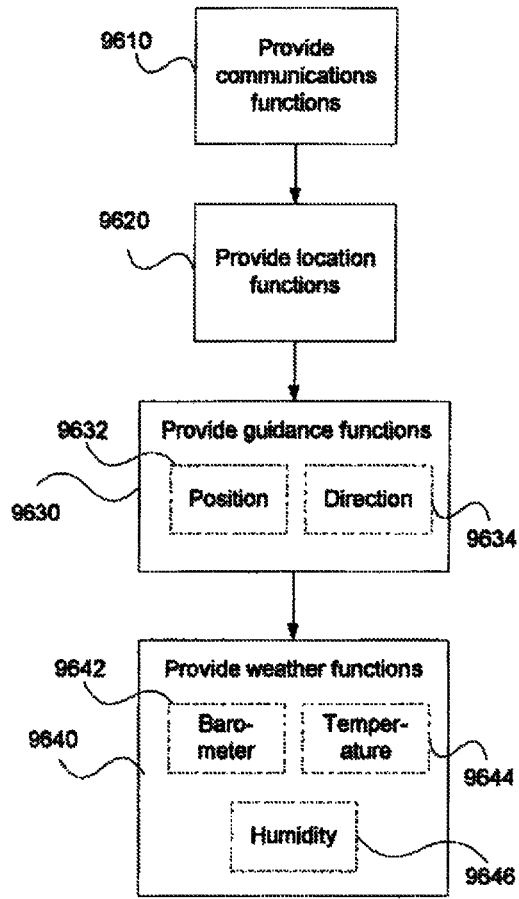 9610
Provide
communications
functions
9620
Provide location
functions
9632
Provide guidance functions
9630
Position
Direction
9634
9642
Provide weather functions
9640
Baro-
meter
Temper-
ature
9644
Humidity
9646